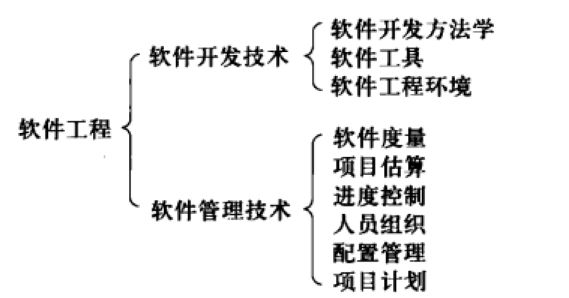 软件工程
软件开发技术
软件开发方法学
软件工具
软件工程环境
软件管理技术
软件度量
项目估算
进度控制
人员组织
配置管理
项目计划